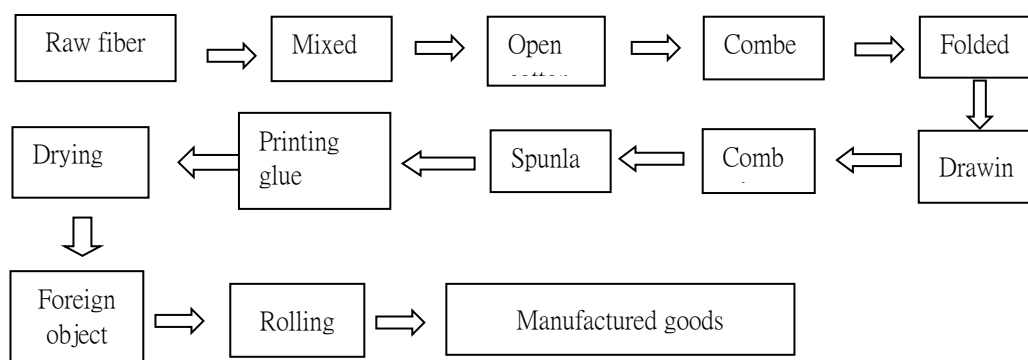 Raw fiber
Mixed
Open
Combe
Folded
Drawin
Comb
Spunla
Printing
glue
Drying
Foreign
object
Rolling
Manufactured goods